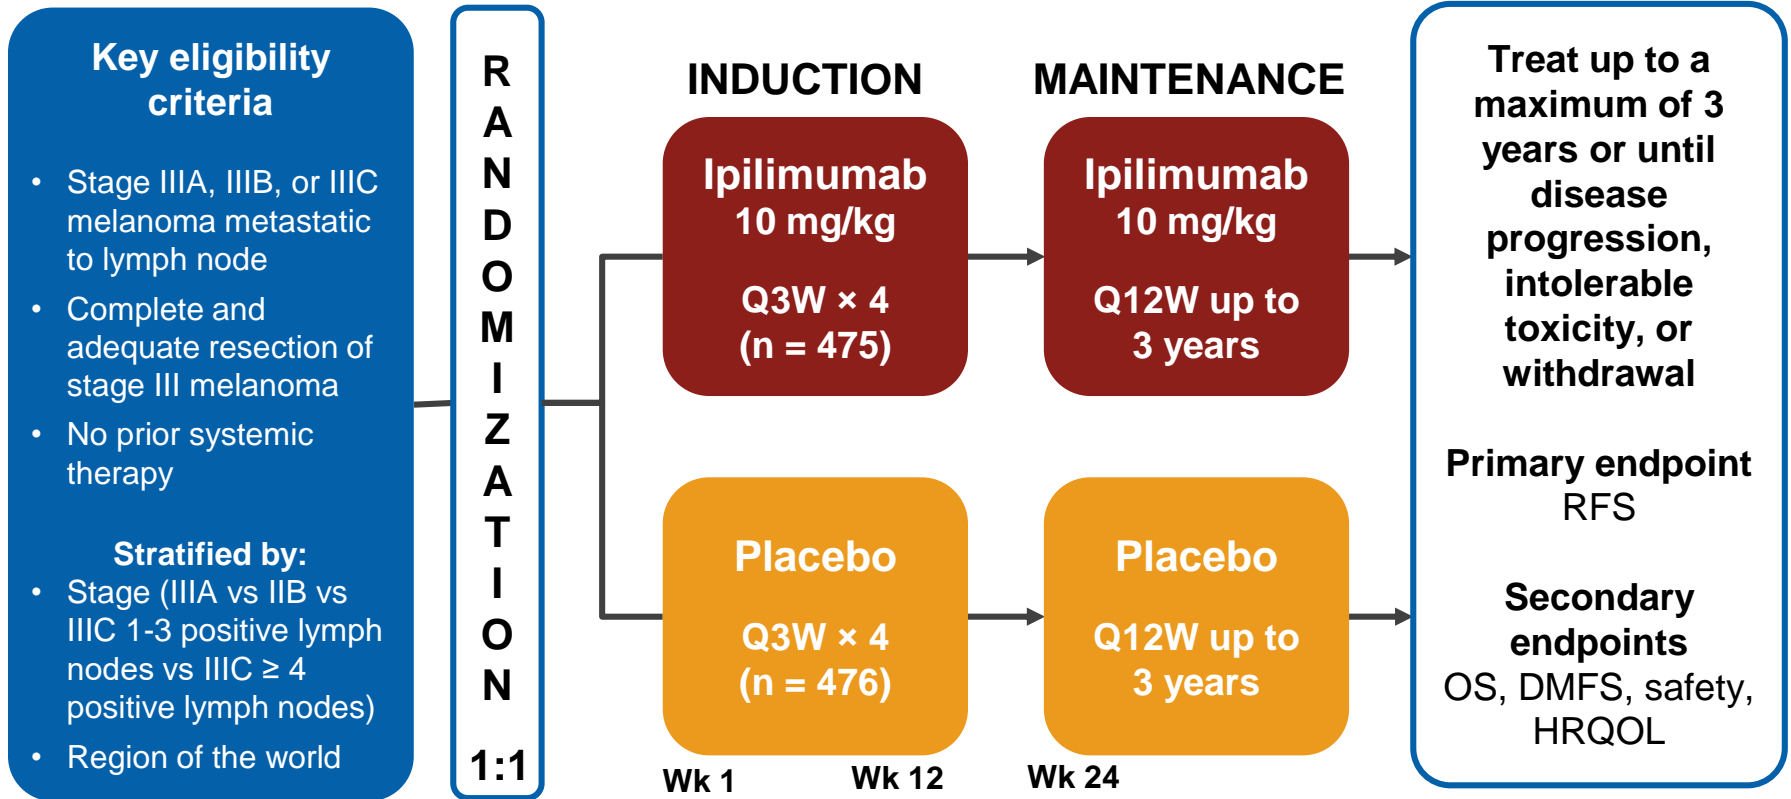 Key eligibility
criteria
• Stage IIIA, IIIB, or IIIC
melanoma metastatic
to lymph node
• Complete and
adequate resection of
stage III melanoma
• No prior systemic
therapy
Stratified by:
• Stage (IIIA vs IIB vs
IIIC 1-3 positive lymph
nodes vs IIIC ≥ 4
positive lymph nodes)
• Region of the world
R
A
N
D
O
M
I
Z
A
T
I
O
N
1:1
INDUCTION
Ipilimumab
10 mg/kg
Q3W × 4
(n = 475)
Placebo
Q3W × 4
(n = 476)
Wk 1
Wk 12
MAINTENANCE
Ipilimumab
10 mg/kg
Q12W up to
3 years
Placebo
Q12W up to
3 years
Wk 24
Treat up to a
maximum of 3
years or until
disease
progression,
intolerable
toxicity, or
withdrawal
Primary endpoint
RFS
Secondary
endpoints
OS, DMFS, safety,
HRQOL